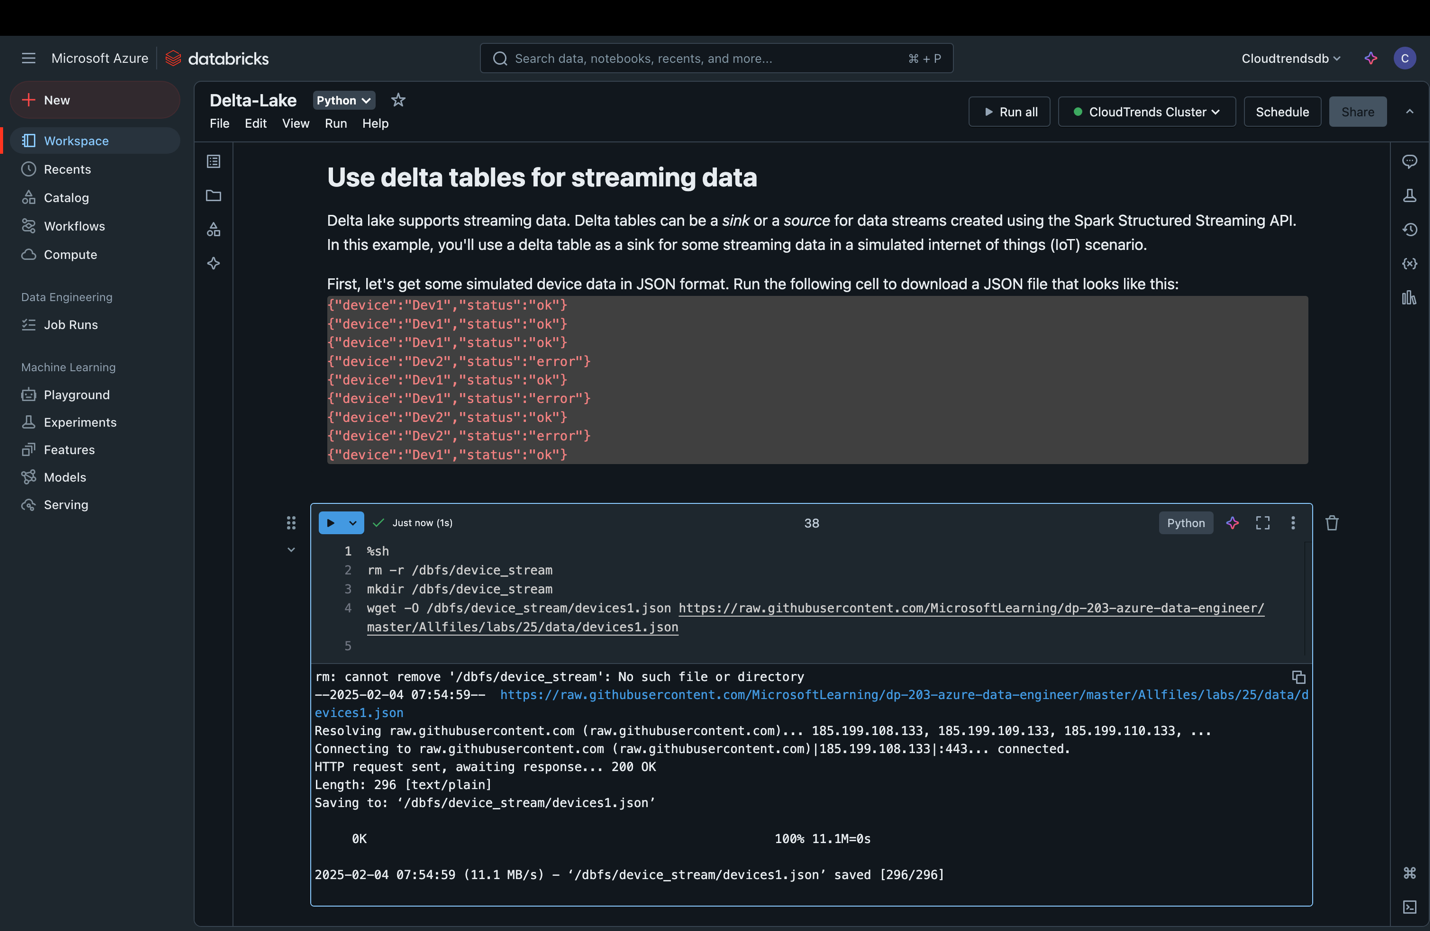 Microsoft Azure
databricks
Search data, notebooks, recents, and more...
⌘ + P
Cloudtrendsdb
C
New
Workspace
Recents
Catalog
Workflows
Compute
Data Engineering
Job Runs
Machine Learning
Playground
Experiments
Features
Models
Serving
Delta-Lake
Python
File Edit View Run Help
Run all
CloudTrends Cluster
Schedule
Share
Use delta tables for streaming data
Delta lake supports streaming data. Delta tables can be a sink or a source for data streams created using the Spark Structured Streaming API.
In this example, you'll use a delta table as a sink for some streaming data in a simulated internet of things (IoT) scenario.
First, let's get some simulated device data in JSON format. Run the following cell to download a JSON file that looks like this:
{"device":"Dev1","status":"ok"}
{"device":"Dev1","status":"ok"}
{"device":"Dev1","status":"ok"}
{"device":"Dev2","status":"error"}
{"device":"Dev1","status":"ok"}
{"device":"Dev1","status":"error"}
{"device":"Dev2","status":"ok"}
{"device":"Dev2","status":"error"}
{"device":"Dev1","status":"ok"}
Just now (1s)
38
Python
1 %sh
2 rm -r /dbfs/device_stream
3 mkdir /dbfs/device_stream
4 wget -O /dbfs/device_stream/devices1.json https://raw.githubusercontent.com/MicrosoftLearning/dp-203-azure-data-engineer/
master/Allfiles/labs/25/data/devices1.json
5
rm: cannot remove '/dbfs/device_stream': No such file or directory
--2025-02-04 07:54:59-- https://raw.githubusercontent.com/MicrosoftLearning/dp-203-azure-data-engineer/master/Allfiles/labs/25/data/d
evices1.json
Resolving raw.githubusercontent.com (raw.githubusercontent.com)... 185.199.108.133, 185.199.109.133, 185.199.110.133, ...
Connecting to raw.githubusercontent.com (raw.githubusercontent.com)|185.199.108.133|:443... connected.
HTTP request sent, awaiting response... 200 OK
Length: 296 [text/plain]
Saving to: ‘/dbfs/device_stream/devices1.json’
0K 100% 11.1M=0s
2025-02-04 07:54:59 (11.1 MB/s) - ‘/dbfs/device_stream/devices1.json’ saved [296/296]